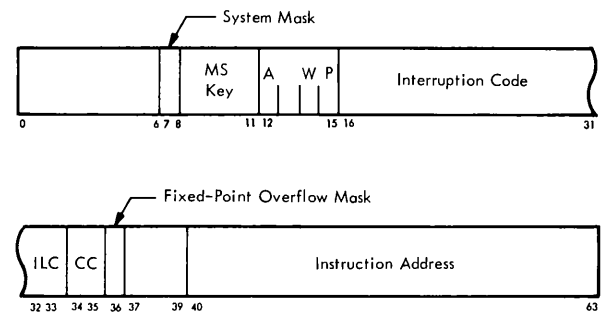 System Mask
MS Key
A W P
Interruption Code
0 6 7 8 11 12 15 16 31
Fixed-Point Overflow Mask
ILC CC
Instruction Address
32 33 34 35 36 37 39 40 63